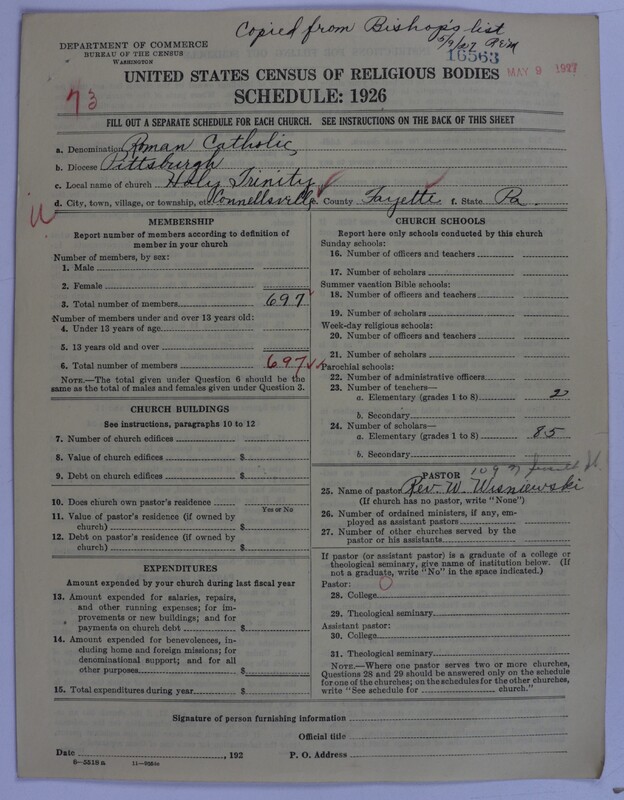 Copied from Bishop's list
5/9/27 REM
DEPARTMENT OF COMMERCE
BUREAU OF THE CENSUS
WASHINGTON
16563
MAY 9 1927
UNITED STATES CENSUS OF RELIGIOUS BODIES
73
SCHEDULE: 1926
FILL OUT A SEPARATE SCHEDULE FOR EACH CHURCH. SEE INSTRUCTIONS ON THE BACK OF THIS SHEET
a. Denomination Roman Catholic
b. Diocese Pittsburgh
c. Local name of church Holy Trinity
d. City, town, village, or township, etc. Connellsville e. County Fayette f. State Pa.
MEMBERSHIP
Report number of members according to definition of
member in your church
Number of members, by sex:
1. Male
2. Female
3. Total number of members 697
Number of members under and over 13 years old:
4. Under 13 years of age
5. 13 years old and over
6. Total number of members 697
NOTE.—The total given under Question 6 should be the
same as the total of males and females given under Question 3.
CHURCH BUILDINGS
See instructions, paragraphs 10 to 12
7. Number of church edifices
8. Value of church edifices $
9. Debt on church edifices $
10. Does church own pastor's residence
Yes or No
11. Value of pastor's residence (if owned by
church) $
12. Debt on pastor's residence (if owned by
church) $
EXPENDITURES
Amount expended by your church during last fiscal year
13. Amount expended for salaries, repairs,
and other running expenses; for im-
provements or new buildings; and for
payments on church debt $
14. Amount expended for benevolences, in-
cluding home and foreign missions; for
denominational support; and for all
other purposes $
15. Total expenditures during year $
CHURCH SCHOOLS
Report here only schools conducted by this church
Sunday schools:
16. Number of officers and teachers
17. Number of scholars
Summer vacation Bible schools:
18. Number of officers and teachers
19. Number of scholars
Week-day religious schools:
20. Number of officers and teachers
21. Number of scholars
Parochial schools:
22. Number of administrative officers
23. Number of teachers—
a. Elementary (grades 1 to 8) 2
b. Secondary
24. Number of scholars—
a. Elementary (grades 1 to 8) 85
b. Secondary
PASTOR 109
25. Name of pastor Rev. W. Wisniewski
(If church has no pastor, write "None")
26. Number of ordained ministers, if any, em-
ployed as assistant pastors
27. Number of other churches served by the
pastor or his assistants
If pastor (or assistant pastor) is a graduate of a college or
theological seminary, give name of institution below. (If
not a graduate, write "No" in the space indicated.)
Pastor:
28. College
29. Theological seminary
Assistant pastor:
30. College
31. Theological seminary
NOTE.—Where one pastor serves two or more churches,
Questions 28 and 29 should be answered only on the schedule
for one of the churches; on the schedules for the other churches,
write "See schedule for church."
Signature of person furnishing information
Official title
Date , 192 P. O. Address
8—5518 a